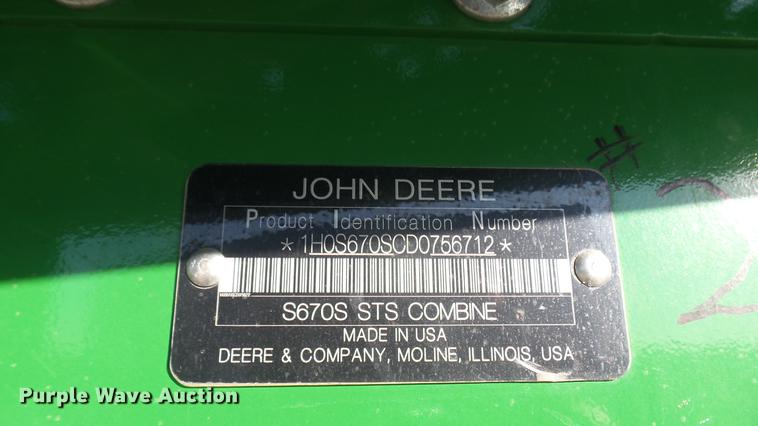 #2
JOHN DEERE
Product Identification Number
*1H0S670SCD0756712*
S670S STS COMBINE
MADE IN USA
DEERE & COMPANY, MOLINE, ILLINOIS, USA
Purple Wave Auction